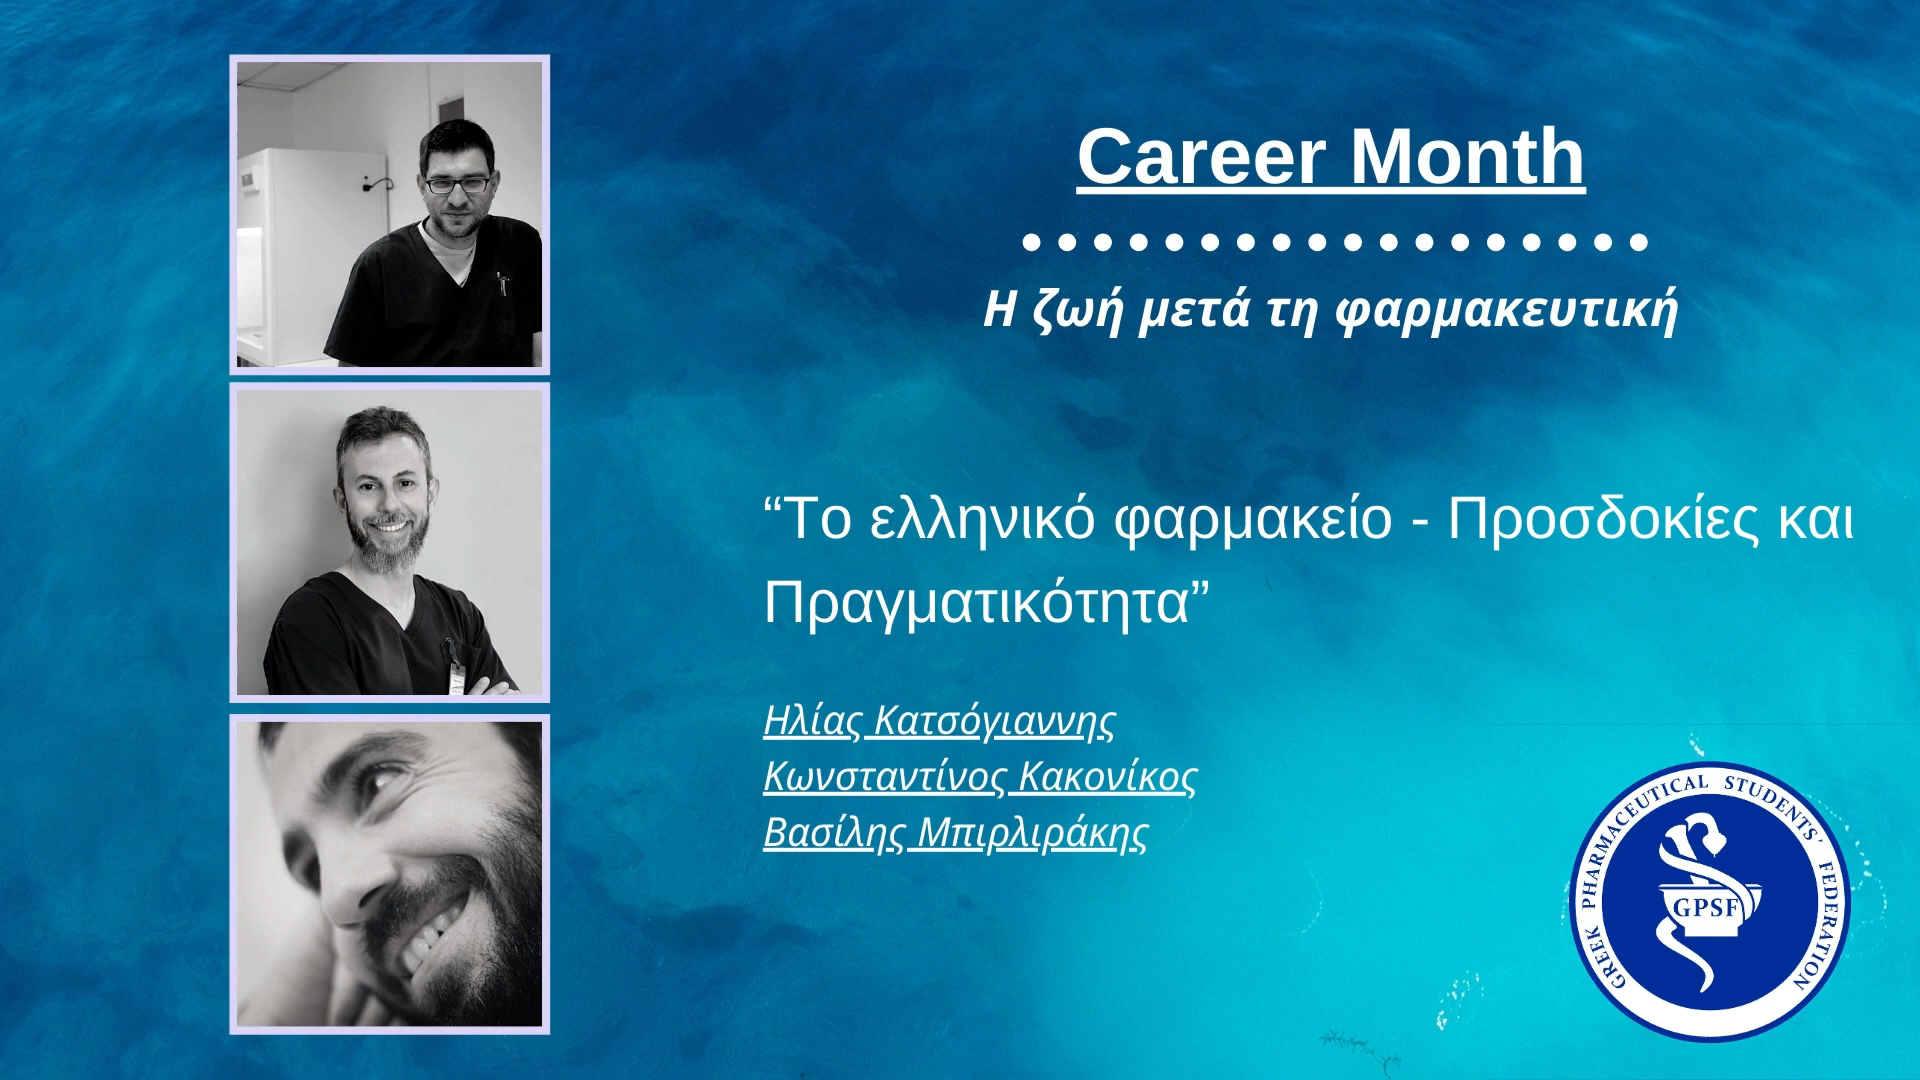 Career Month
Η ζωή μετά τη φαρμακευτική
“Το ελληνικό φαρμακείο - Προσδοκίες και
Πραγματικότητα”
Ηλίας Κατσόγιαννης
Κωνσταντίνος Κακονίκος
Βασίλης Μπιρλιράκης
GREEK PHARMACEUTICAL STUDENTS' FEDERATION
GPSF